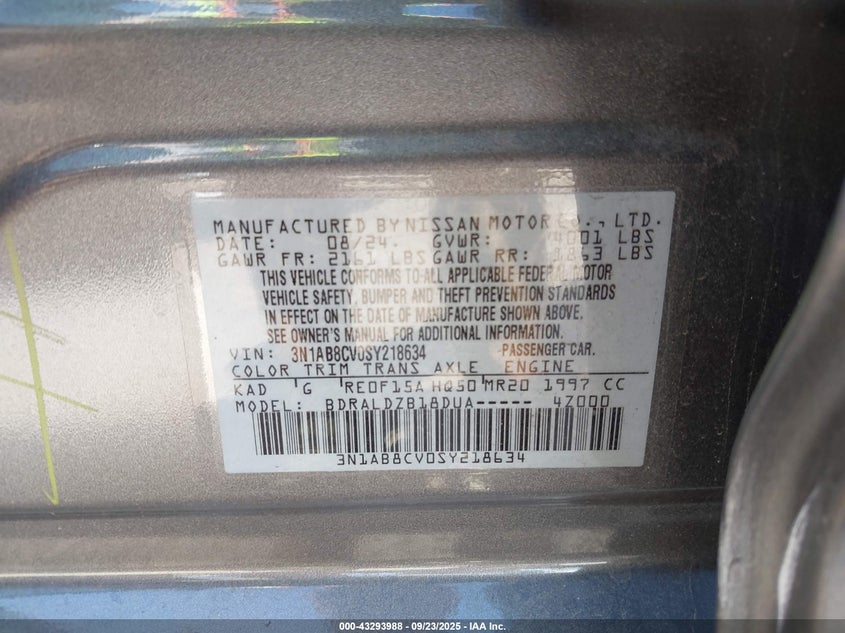 MANUFACTURED BY NISSAN MOTOR CO., LTD.
DATE: 08/24. GVWR: 4001 LBS
GAWR FR: 2161 LBS GAWR RR: 1863 LBS
THIS VEHICLE CONFORMS TO ALL APPLICABLE FEDERAL MOTOR
VEHICLE SAFETY, BUMPER AND THEFT PREVENTION STANDARDS
IN EFFECT ON THE DATE OF MANUFACTURE SHOWN ABOVE.
SEE OWNER'S MANUAL FOR ADDITIONAL INFORMATION.
VIN: 3N1AB8CV0SY218634 PASSENGER CAR.
COLOR TRIM TRANS AXLE ENGINE
KAD G RE0F15A HQ50 MR20 1997 CC
MODEL: BDRALDZB18DUA----- 4Z000
3N1AB8CV0SY218634
000-43293988 - 09/23/2025 - IAA Inc.